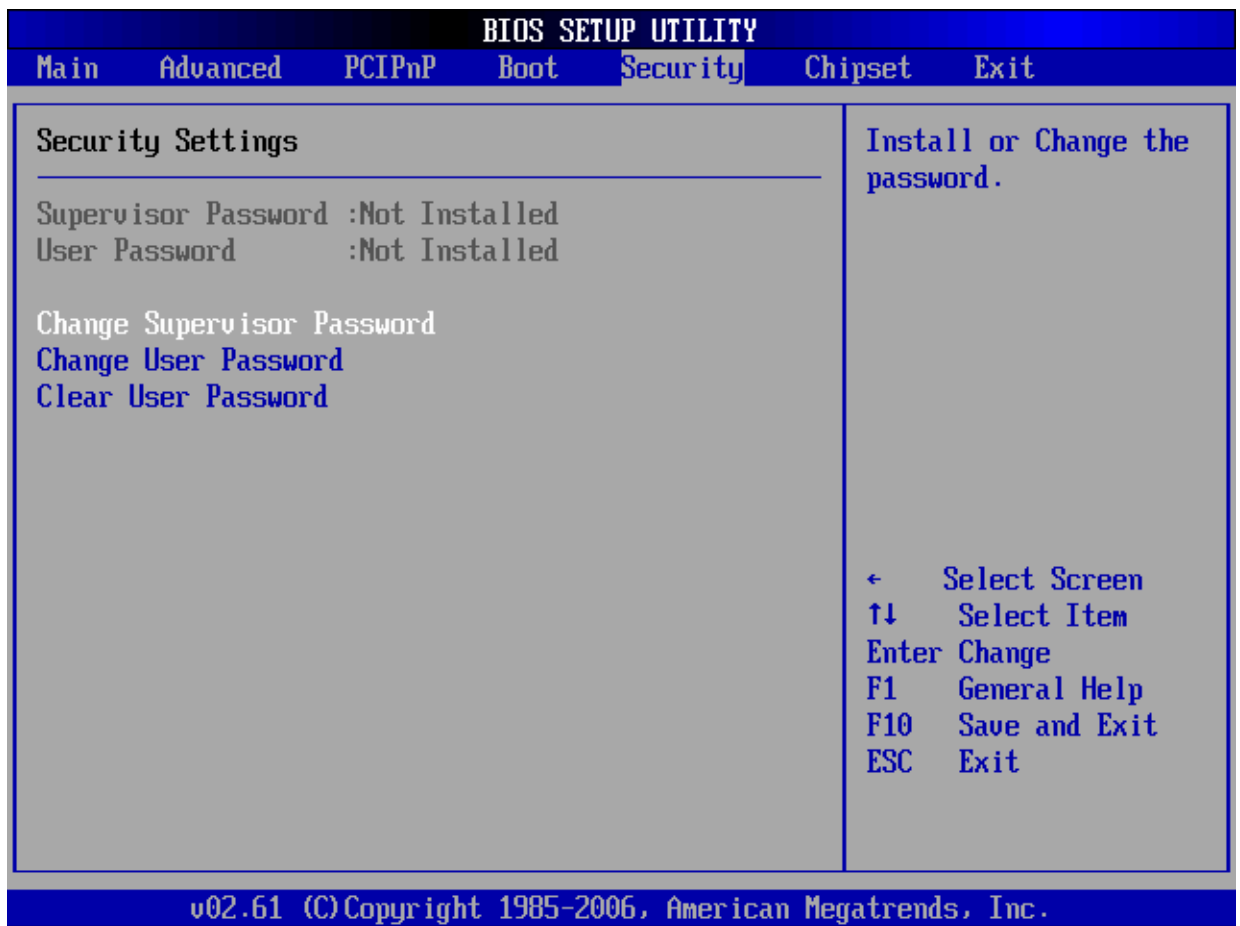 BIOS SETUP UTILITY
Main Advanced PCIPnP Boot Security Chipset Exit
Security Settings
Supervisor Password :Not Installed
User Password :Not Installed
Change Supervisor Password
Change User Password
Clear User Password
Install or Change the
password.
← Select Screen
↑↓ Select Item
Enter Change
F1 General Help
F10 Save and Exit
ESC Exit
v02.61 (C)Copyright 1985-2006, American Megatrends, Inc.